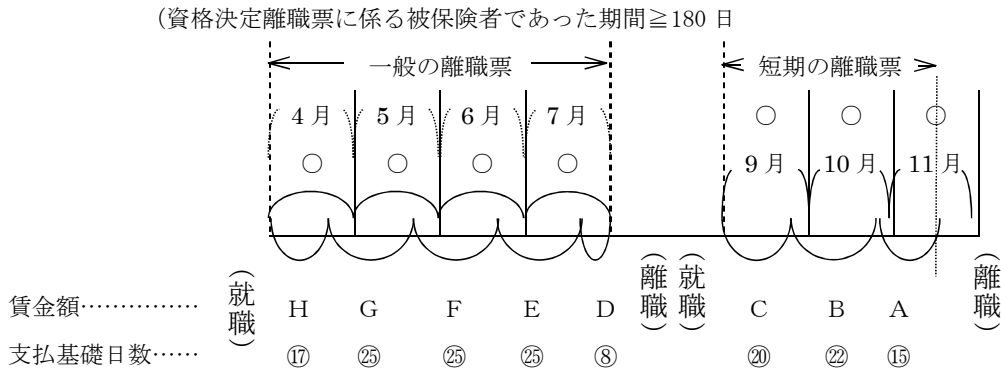 (資格決定離職票に係る被保険者であった期間≧180 日
一般の離職票 短期の離職票
4 月 5 月 6 月 7 月 ○ ○ ○
○ ○ ○ ○ 9 月 10 月 11 月
(就職) (離職) (就職) (離職)
賃金額…………… H G F E D C B A
支払基礎日数…… ⑰ ㉕ ㉕ ㉕ ⑧ ⑳ ㉒ ⑮